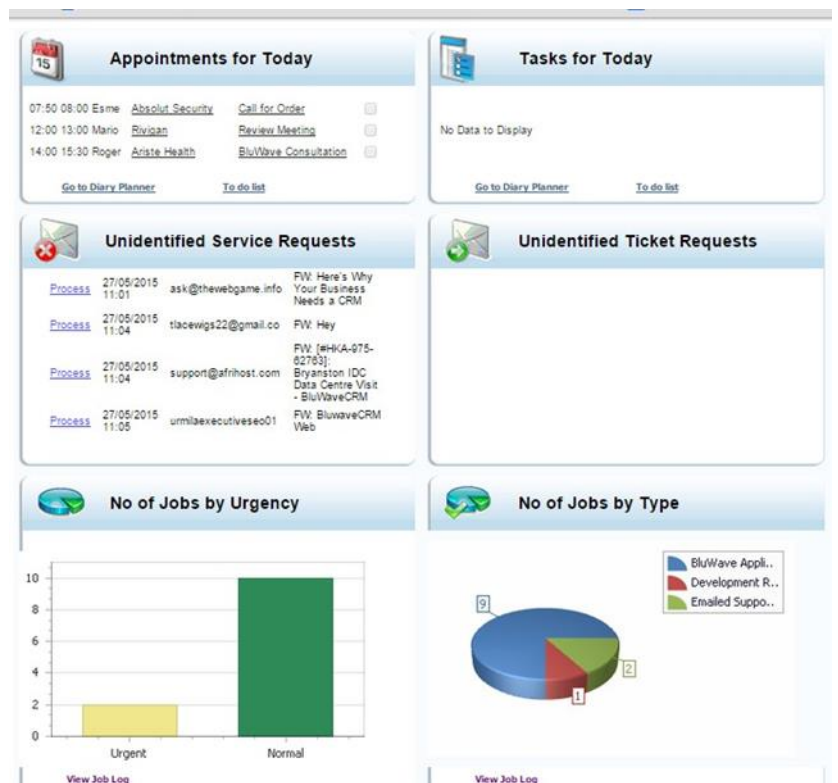 15
Appointments for Today
07:50 08:00 Esme Absolut Security Call for Order
12:00 13:00 Mario Rivigan Review Meeting
14:00 15:30 Roger Ariste Health BluWave Consultation
Go to Diary Planner To do list
Tasks for Today
No Data to Display
Go to Diary Planner To do list
Unidentified Service Requests
Process 27/05/2015 11:01 ask@thewebgame.info FW: Here's Why
Your Business
Needs a CRM
Process 27/05/2015 11:04 tlacewigs22@gmail.co FW: Hey
Process 27/05/2015 11:04 support@afrihost.com FW: [#HKA-975-
62763]:
Bryanston IDC
Data Centre Visit
- BluWaveCRM
Process 27/05/2015 11:05 urmilaexecutiveseo01 FW: BluwaveCRM
Web
Unidentified Ticket Requests
No of Jobs by Urgency
10
8
6
4
2
0
Urgent Normal
View Job Log
No of Jobs by Type
BluWave Appli..
Development R..
Emailed Suppo..
9
2
1
View Job Log